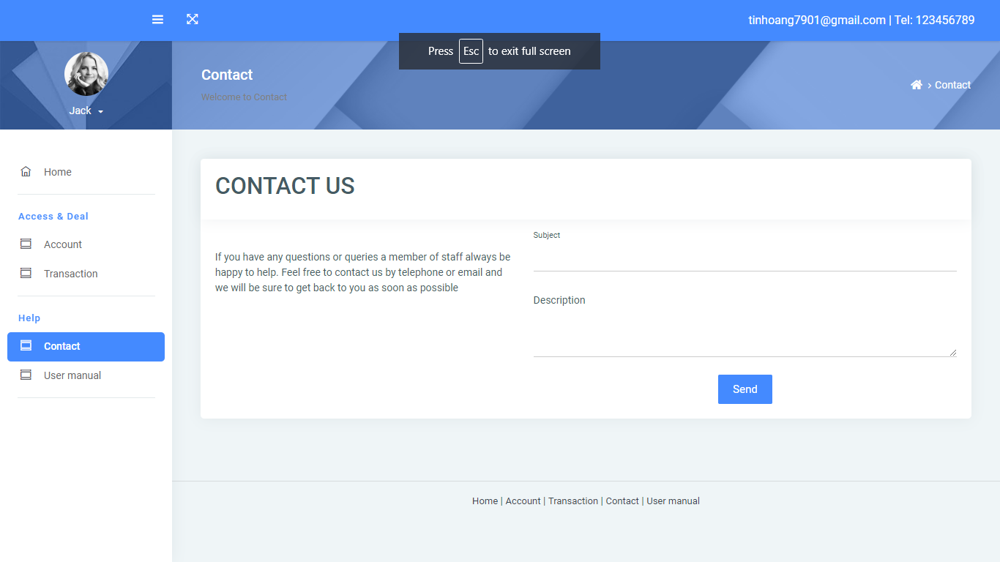 tinhoang7901@gmail.com | Tel: 123456789
Press Esc to exit full screen
Jack
Contact
Welcome to Contact
› Contact
Home
Access & Deal
Account
Transaction
Help
Contact
User manual
CONTACT US
If you have any questions or queries a member of staff always be
happy to help. Feel free to contact us by telephone or email and
we will be sure to get back to you as soon as possible
Subject
Description
Send
Home | Account | Transaction | Contact | User manual